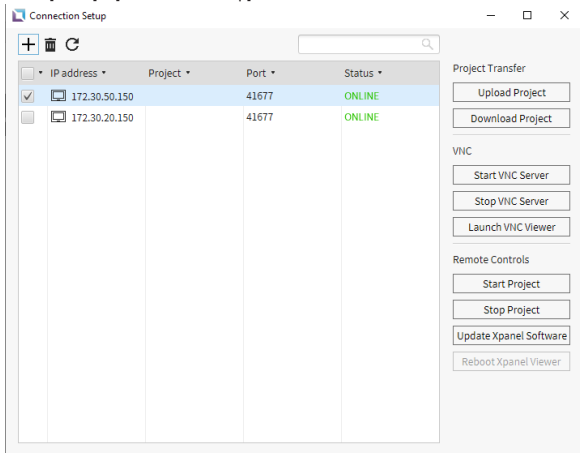 Connection Setup
IP address Project Port Status
172.30.50.150 41677 ONLINE
172.30.20.150 41677 ONLINE
Project Transfer
Upload Project
Download Project
VNC
Start VNC Server
Stop VNC Server
Launch VNC Viewer
Remote Controls
Start Project
Stop Project
Update Xpanel Software
Reboot Xpanel Viewer